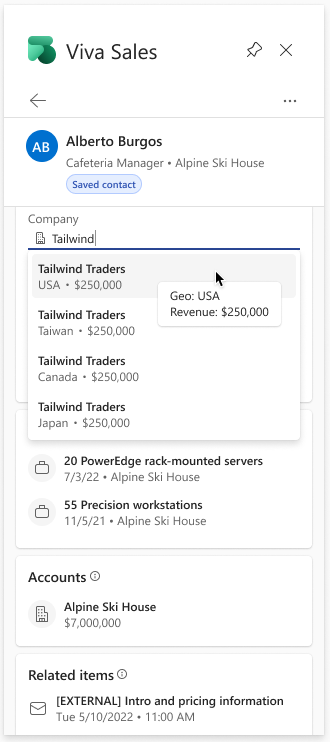 Viva Sales
AB
Alberto Burgos
Cafeteria Manager • Alpine Ski House
Saved contact
Company
Tailwind
Tailwind Traders
USA • $250,000
Geo: USA
Revenue: $250,000
Tailwind Traders
Taiwan • $250,000
Tailwind Traders
Canada • $250,000
Tailwind Traders
Japan • $250,000
20 PowerEdge rack-mounted servers
7/3/22 • Alpine Ski House
55 Precision workstations
11/5/21 • Alpine Ski House
Accounts
Alpine Ski House
$7,000,000
Related items
[EXTERNAL] Intro and pricing information
Tue 5/10/2022 • 11:00 AM